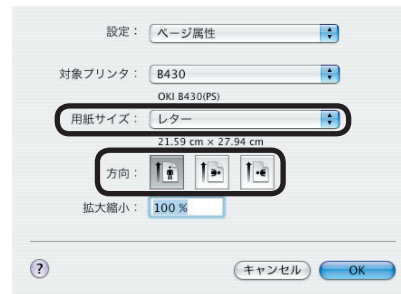 設定： ページ属性
対象プリンタ： B430
OKI B430(PS)
用紙サイズ： レター
21.59 cm × 27.94 cm
方向：
拡大縮小： 100 %
? キャンセル OK